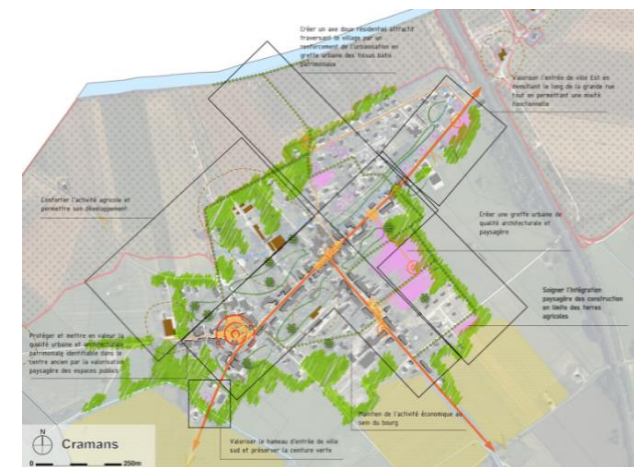 Créer un axe doux résidentiel attractif
traversant le village par un
renforcement de l'urbanisation en
greffe urbaine des tissus bâtis
patrimoniaux
Valoriser l'entrée de ville Est en
densifiant le long de la grande rue
tout en permettant une mixité
fonctionnelle
Conforter l'activité agricole et
permettre son développement
Créer une greffe urbaine de
qualité architecturale et
paysagère
Soigner l'intégration
paysagère des construction
en limite des terres
agricoles
Protéger et mettre en valeur la
qualité urbaine et architecturale
patrimoniale identifiable dans le
centre ancien par la valorisation
paysagère des espaces publics
Maintien de l'activité économique au
sein du bourg
Valoriser le hameau d'entrée de ville
sud et préserver la ceinture verte
N
Cramans
0 250m